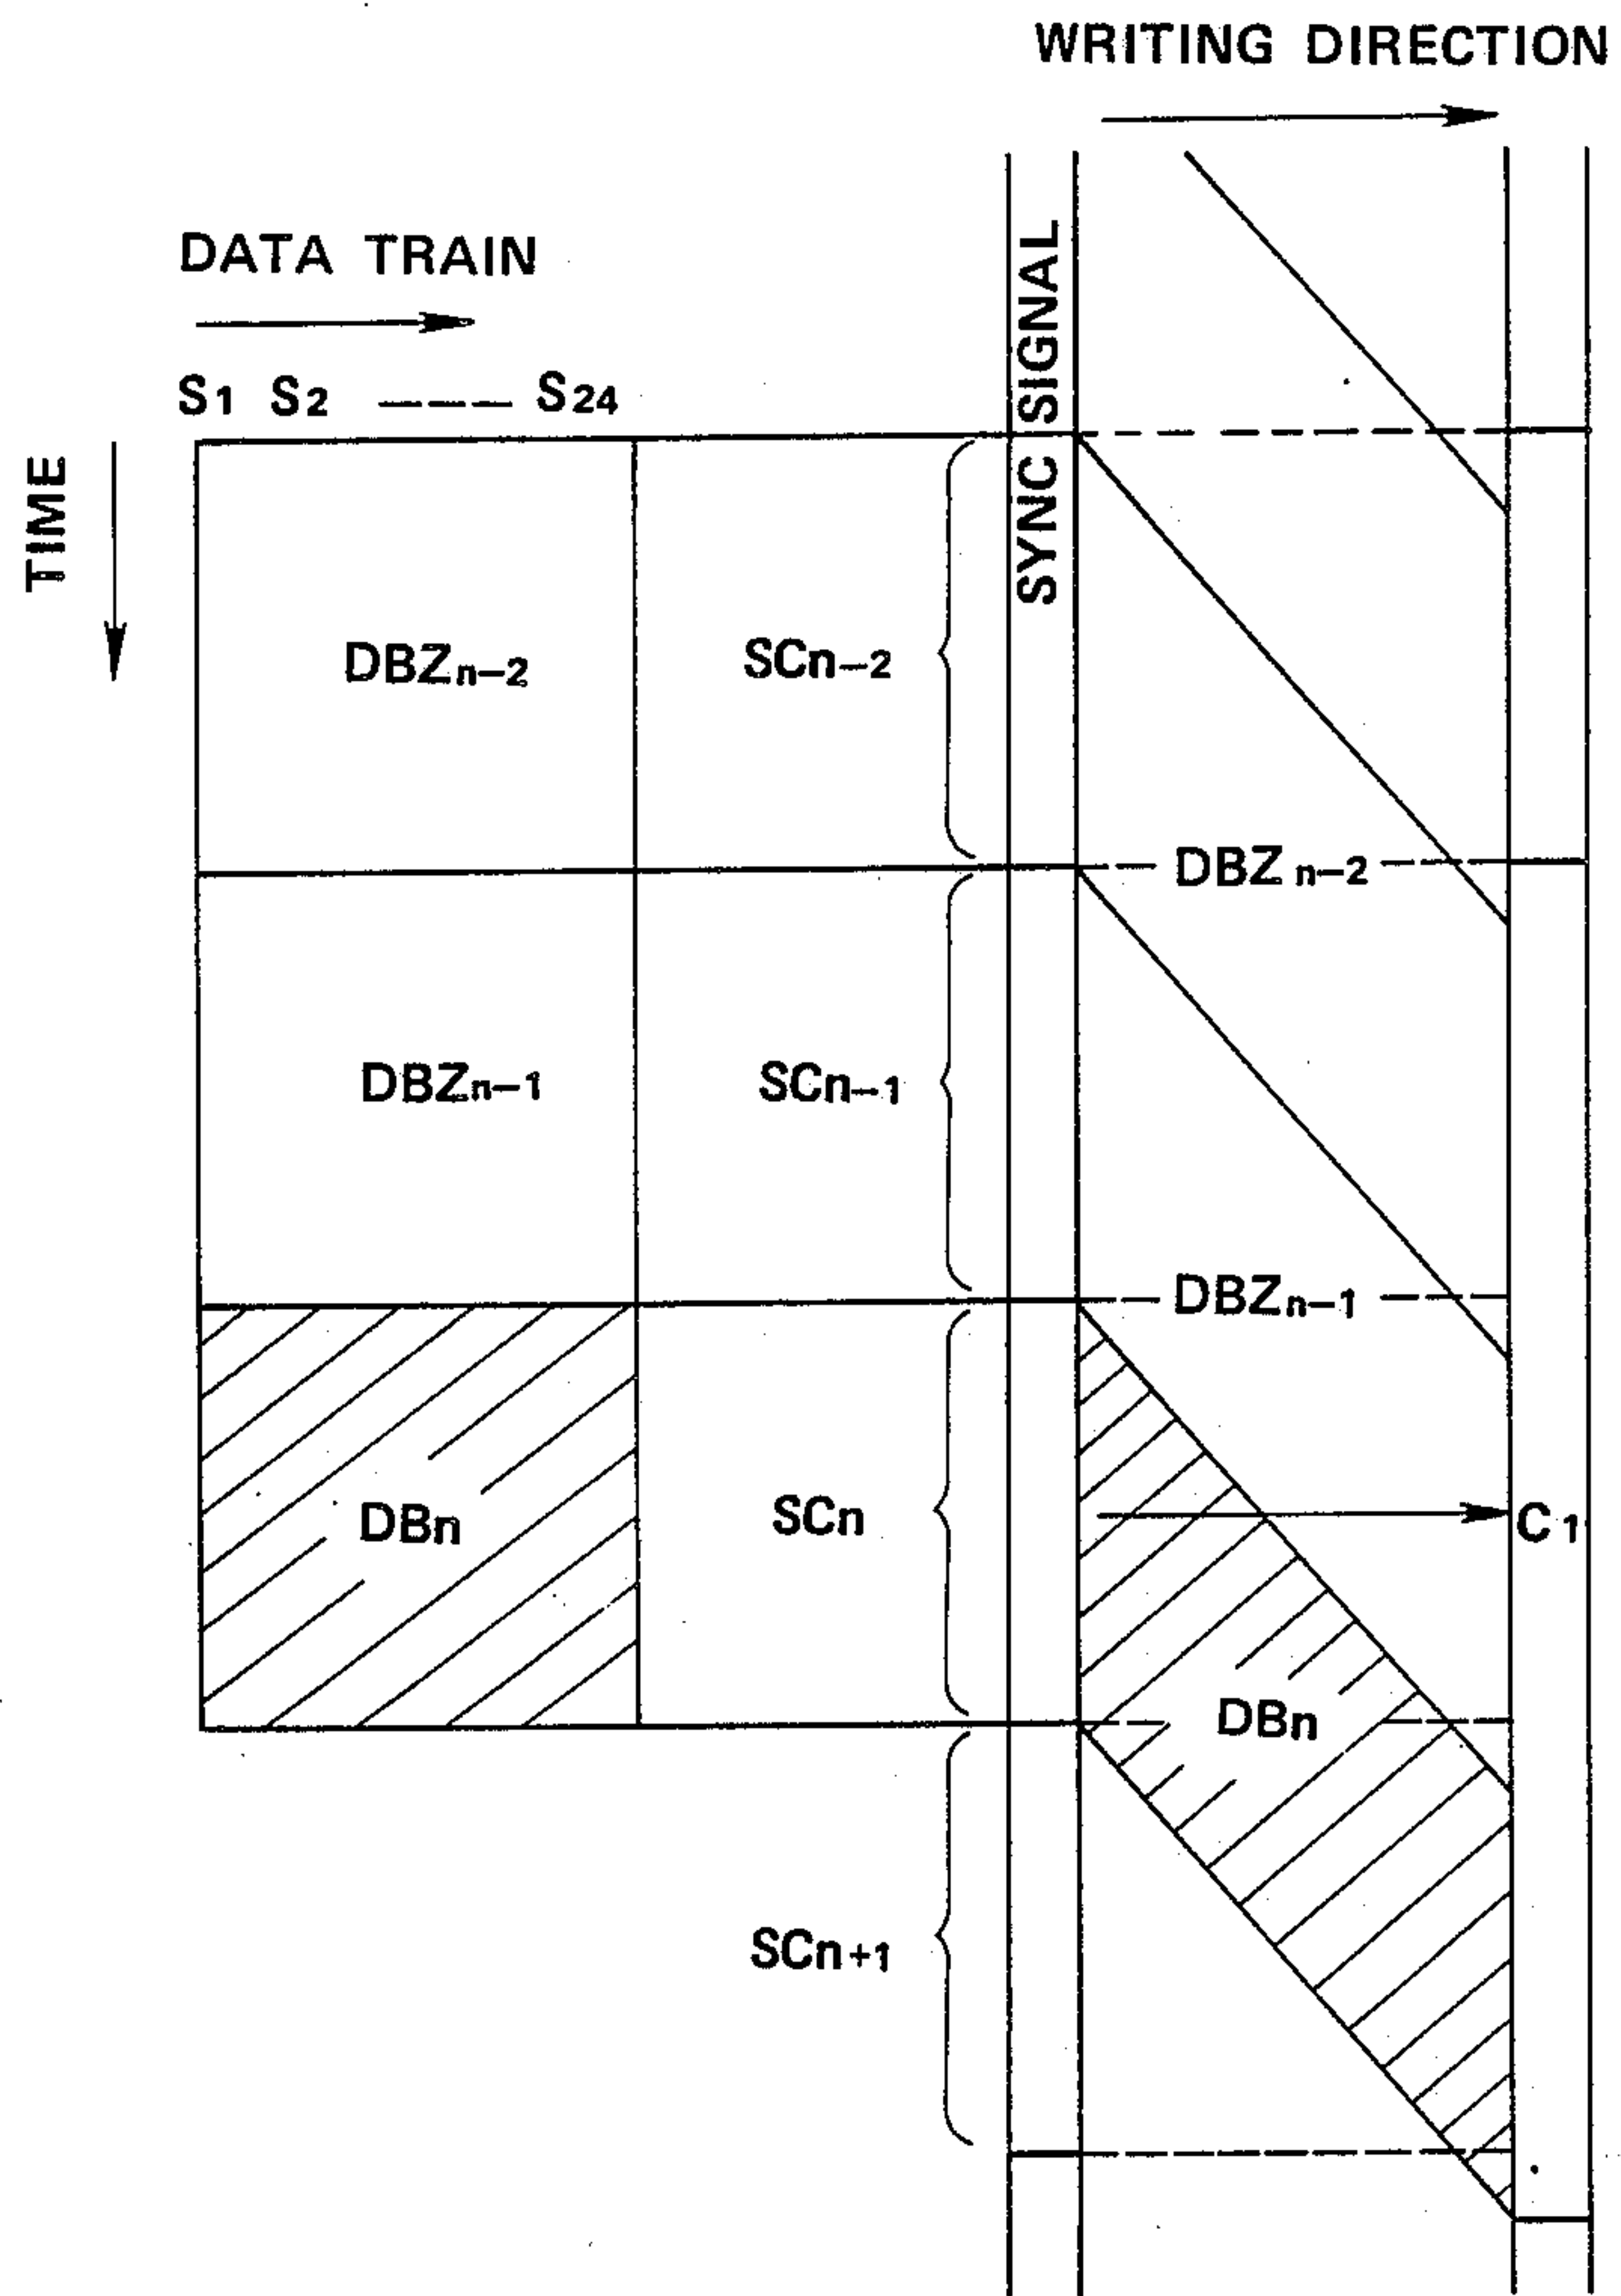 WRITING DIRECTION
DATA TRAIN
S1 S2 ---- S24
TIME
SYNC SIGNAL
DBZn-2
SCn-2
DBZn-2
DBZn-1
SCn-1
DBZn-1
DBn
SCn
C1
DBn
SCn+1